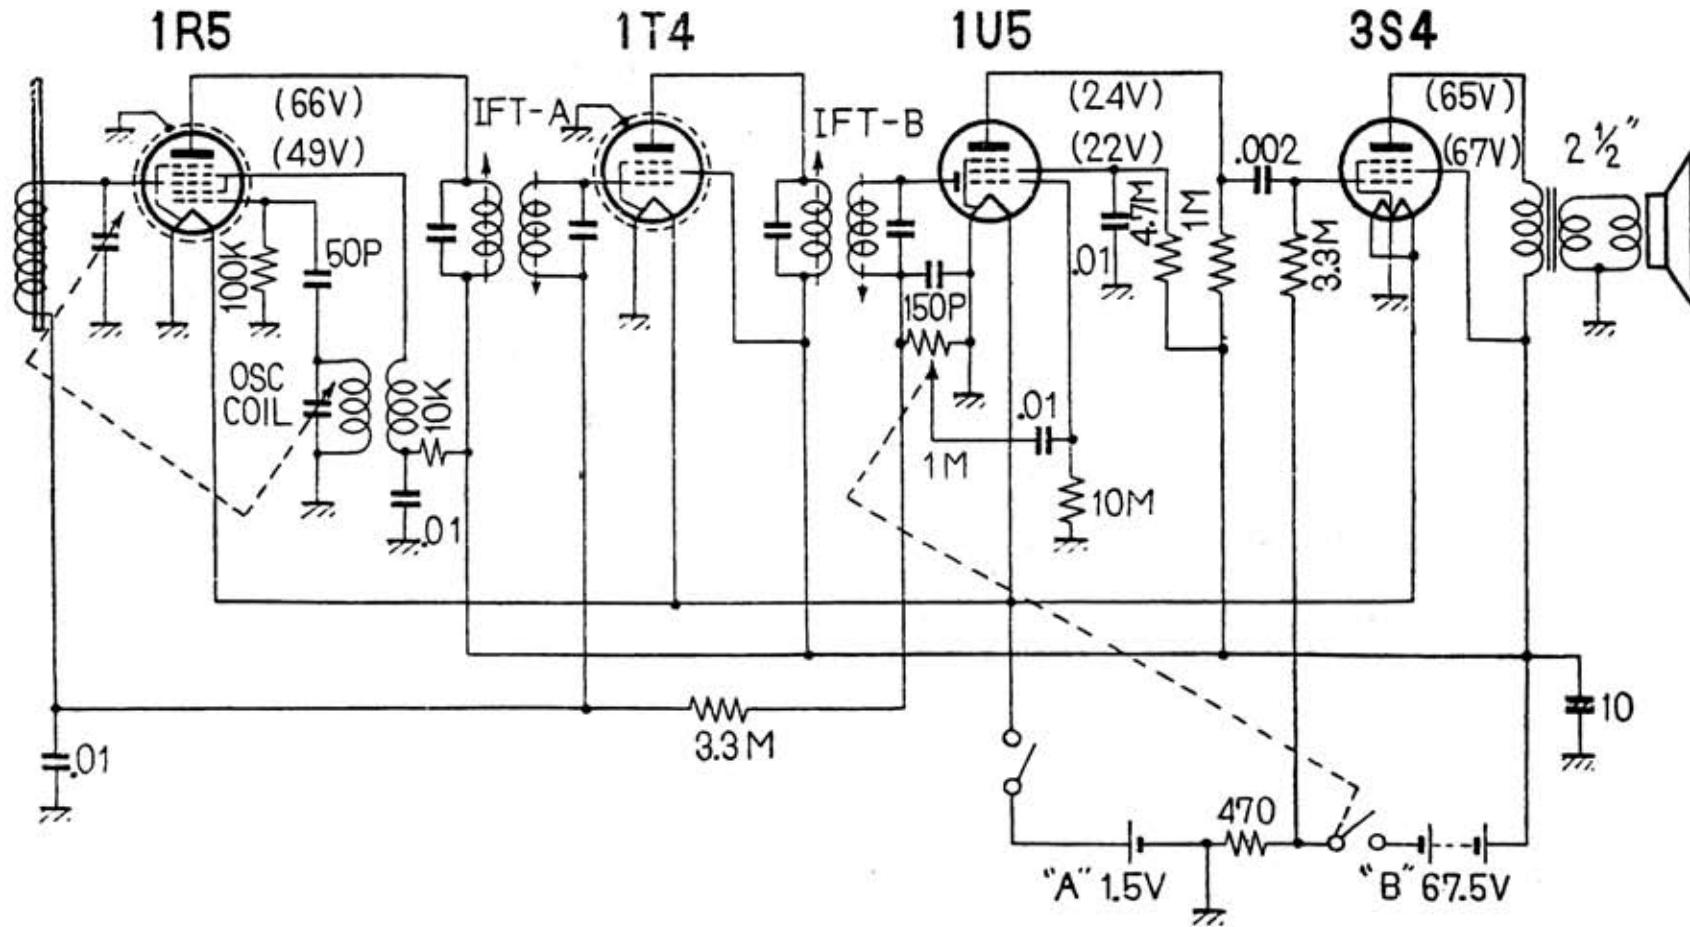 1R5
1T4
1U5
3S4
(66V)
(49V)
IFT-A
IFT-B
(24V)
(22V)
(65V)
(67V)
2 ½"
.002
100K
50P
4.7M
1M
.01
3.3M
150P
OSC
COIL
10K
.01
.01
1M
10M
3.3M
.01
10
470
"A" 1.5V
"B" 67.5V